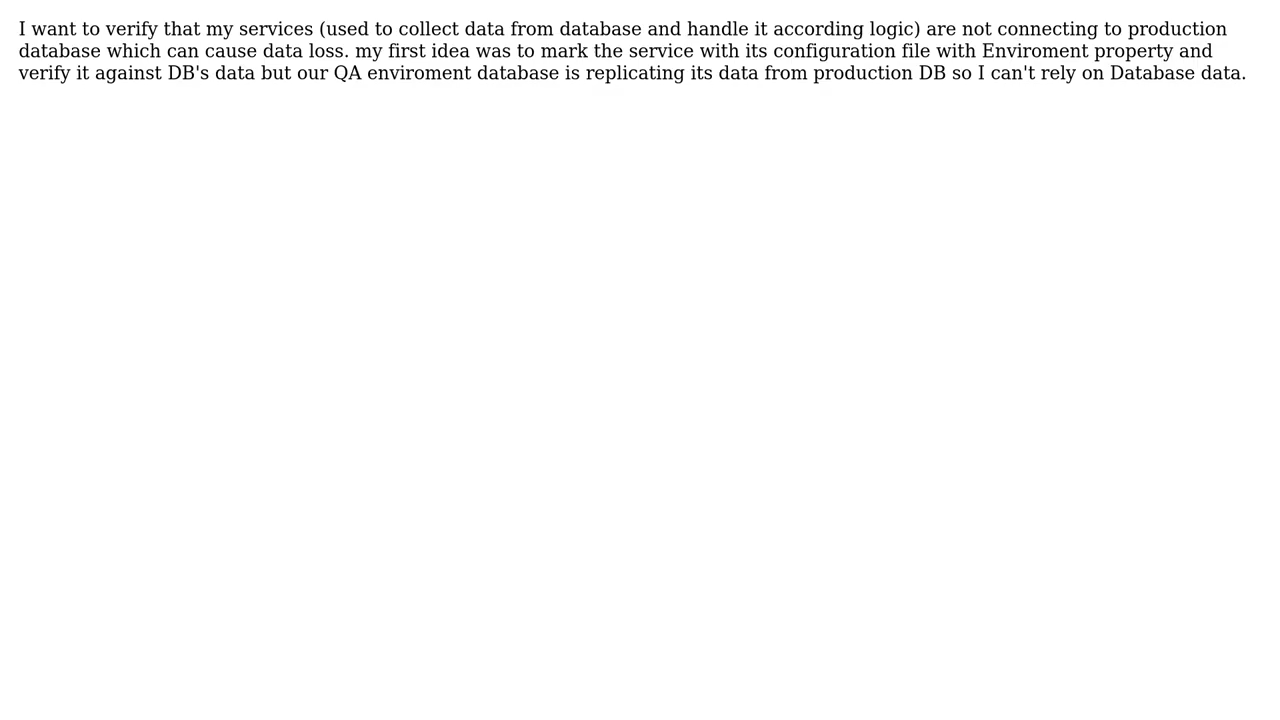 I want to verify that my services (used to collect data from database and handle it according logic) are not connecting to production
database which can cause data loss. my first idea was to mark the service with its configuration file with Enviroment property and
verify it against DB's data but our QA enviroment database is replicating its data from production DB so I can't rely on Database data.